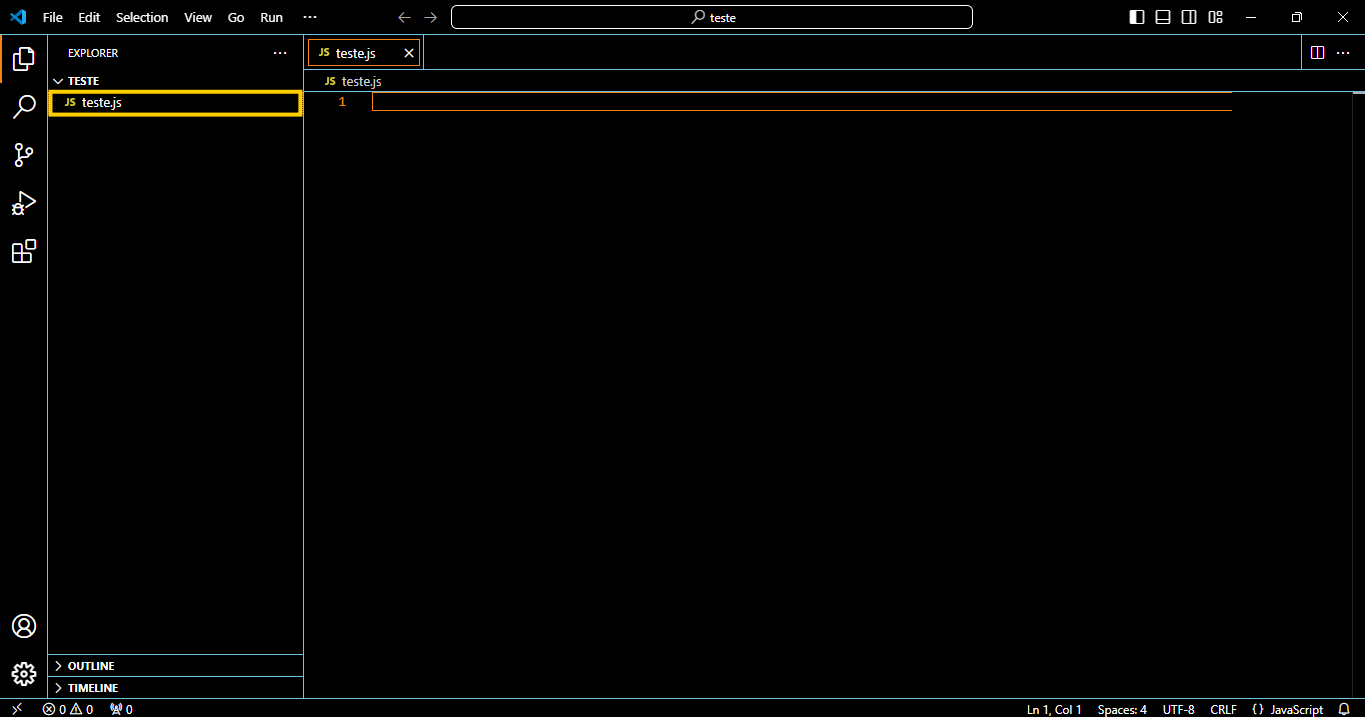 File Edit Selection View Go Run ··· teste
EXPLORER ···
TESTE
JS teste.js
OUTLINE
TIMELINE
JS teste.js
JS teste.js
1
0 0 0 Ln 1, Col 1 Spaces: 4 UTF-8 CRLF {} JavaScript